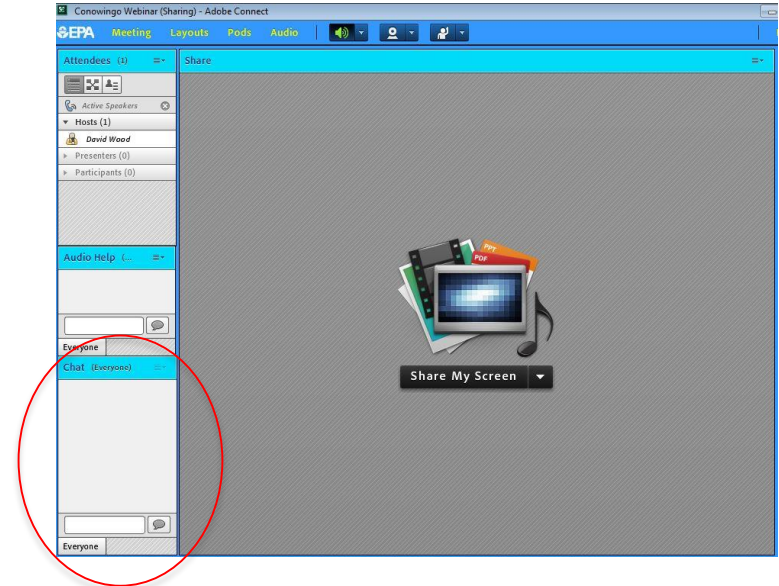 Conowingo Webinar (Sharing) - Adobe Connect
EPA Meeting Layouts Pods Audio
Attendees (1)
Active Speakers
Hosts (1)
David Wood
Presenters (0)
Participants (0)
Audio Help (...
Everyone
Chat (Everyone)
Everyone
Share
PPT
PDF
Share My Screen